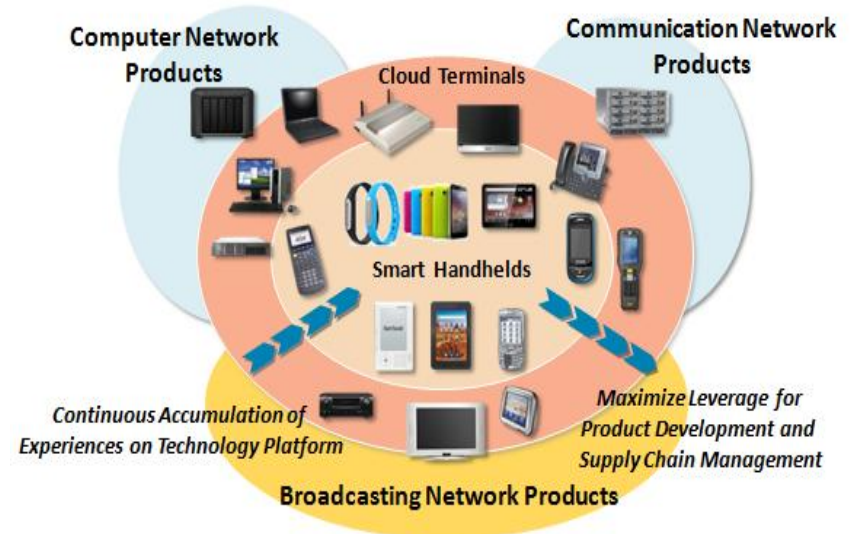 Computer Network
Products
Communication Network
Products
Cloud Terminals
Smart Handhelds
Continuous Accumulation of
Experiences on Technology Platform
Maximize Leverage for
Product Development and
Supply Chain Management
Broadcasting Network Products